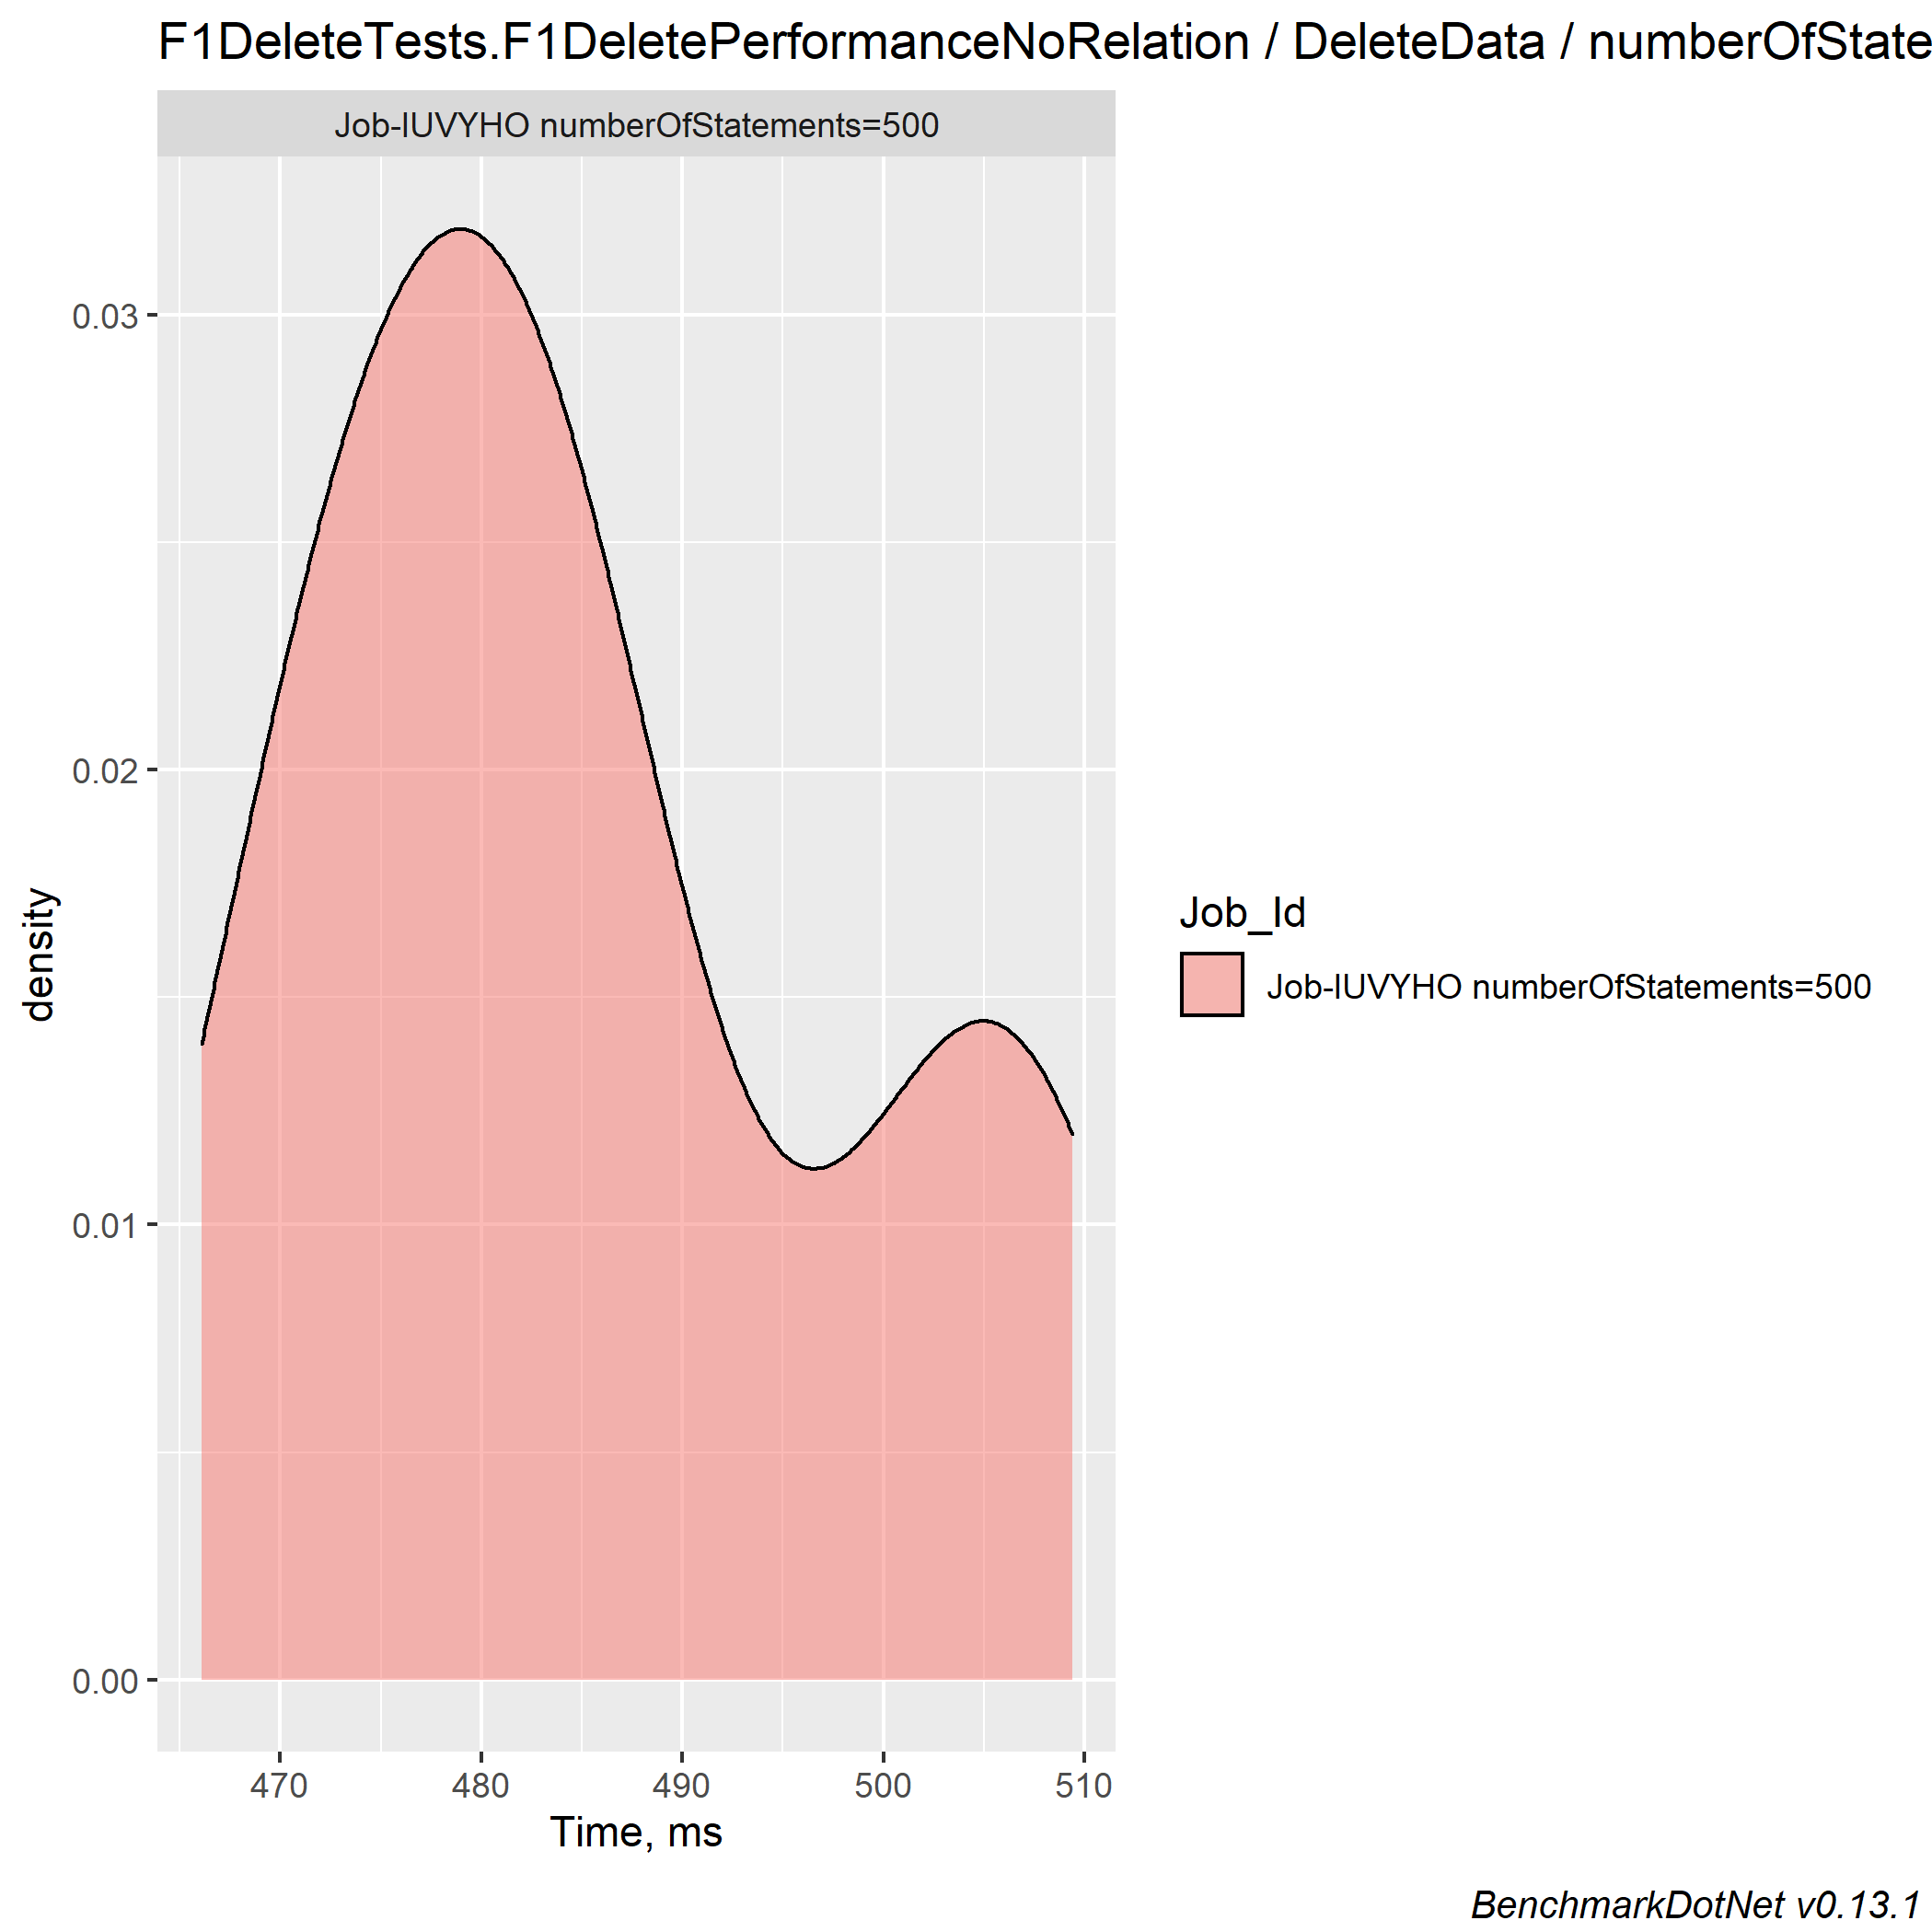 F1DeleteTests.F1DeletePerformanceNoRelation / DeleteData / numberOfState
Job-IUVYHO numberOfStatements=500
0.03
0.02
0.01
0.00
density
470 480 490 500 510
Time, ms
Job_Id
Job-IUVYHO numberOfStatements=500
BenchmarkDotNet v0.13.1